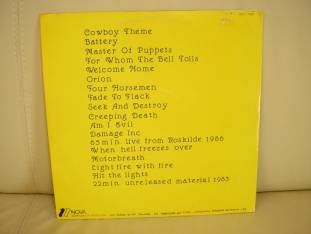 Cowboy Theme
Battery
Master Of Puppets
For Whom The Bell Tolls
Welcome Home
Orion
Four Horsemen
Fade To Flack
Seek And Destroy
Creeping Death
Am I Evil
Damage Inc
65min. live from Roskilde 1986
When hell freezes over
Motorbreath
Light fire with fire
Hit the lights
22min. unreleased material 1983
NOVA